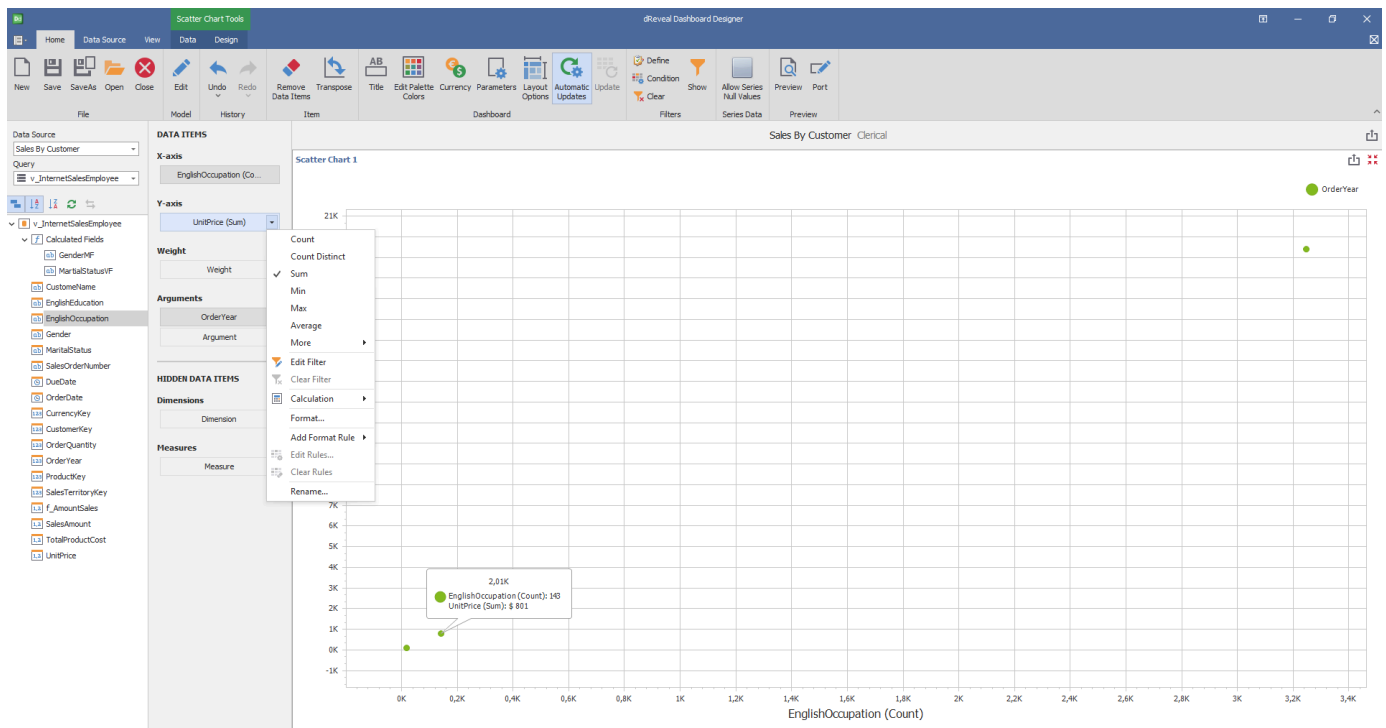 Scatter Chart Tools
dReveal Dashboard Designer
Home Data Source View Data Design
New Save SaveAs Open Close Edit Undo Redo Remove Data Items Transpose Title Edit Palette Colors Currency Parameters Layout Options Automatic Updates Update Define Condition Clear Show Allow Series Null Values Preview Port
File Model History Item Dashboard Filters Series Data Preview
Data Source
Sales By Customer
Query
v_InternetSalesEmployee
v_InternetSalesEmployee
Calculated Fields
GenderMF
MartialStatusVF
CustomeName
EnglishEducation
EnglishOccupation
Gender
MaritalStatus
SalesOrderNumber
DueDate
OrderDate
CurrencyKey
CustomerKey
OrderQuantity
OrderYear
ProductKey
SalesTerritoryKey
f_AmountSales
SalesAmount
TotalProductCost
UnitPrice
DATA ITEMS
X-axis
EnglishOccupation (Co...
Y-axis
UnitPrice (Sum)
Weight
Weight
Arguments
OrderYear
Argument
HIDDEN DATA ITEMS
Dimensions
Dimension
Measures
Measure
Count
Count Distinct
Sum
Min
Max
Average
More
Edit Filter
Clear Filter
Calculation
Format...
Add Format Rule
Edit Rules...
Clear Rules
Rename...
Sales By Customer Clerical
Scatter Chart 1
OrderYear
21K
7K
6K
5K
4K
3K
2K
1K
0K
-1K
2,01K
EnglishOccupation (Count): 143
UnitPrice (Sum): $ 801
0K 0,2K 0,4K 0,6K 0,8K 1K 1,2K 1,4K 1,6K 1,8K 2K 2,2K 2,4K 2,6K 2,8K 3K 3,2K 3,4K
EnglishOccupation (Count)